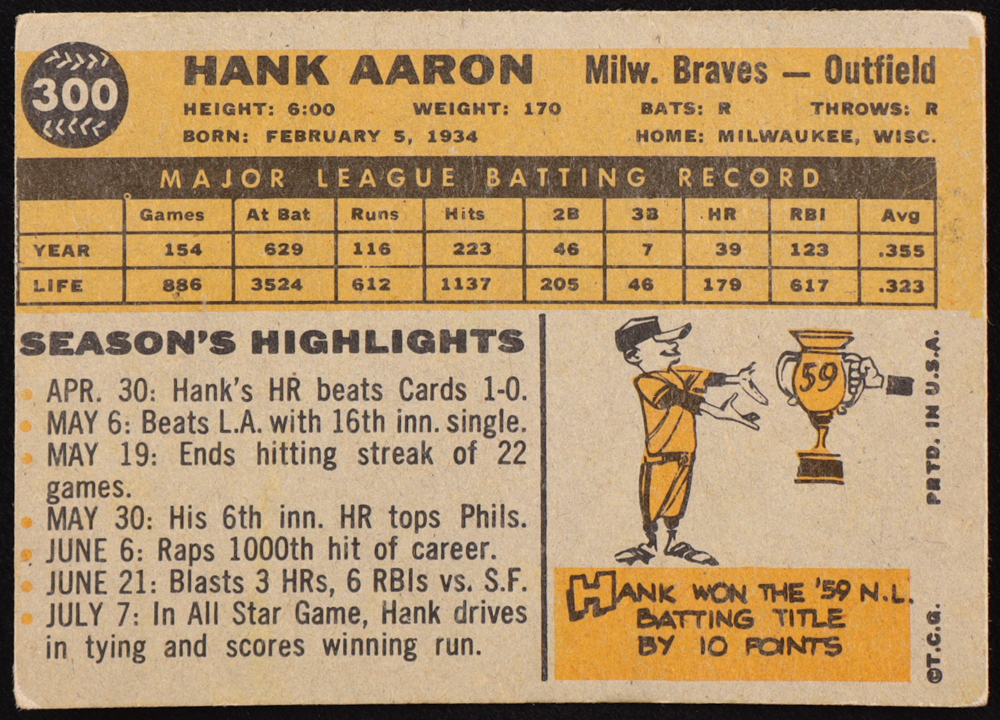 300
HANK AARON Milw. Braves — Outfield
HEIGHT: 6:00 WEIGHT: 170 BATS: R THROWS: R
BORN: FEBRUARY 5, 1934 HOME: MILWAUKEE, WISC.
MAJOR LEAGUE BATTING RECORD
Games At Bat Runs Hits 2B 3B HR RBI Avg
YEAR 154 629 116 223 46 7 39 123 .355
LIFE 886 3524 612 1137 205 46 179 617 .323
SEASON'S HIGHLIGHTS
APR. 30: Hank's HR beats Cards 1-0.
MAY 6: Beats L.A. with 16th inn. single.
MAY 19: Ends hitting streak of 22
games.
MAY 30: His 6th inn. HR tops Phils.
JUNE 6: Raps 1000th hit of career.
JUNE 21: Blasts 3 HRs, 6 RBIs vs. S.F.
JULY 7: In All Star Game, Hank drives
in tying and scores winning run.
59
HANK WON THE '59 N.L.
BATTING TITLE
BY 10 POINTS
©T.C.G. PRTD. IN U.S.A.